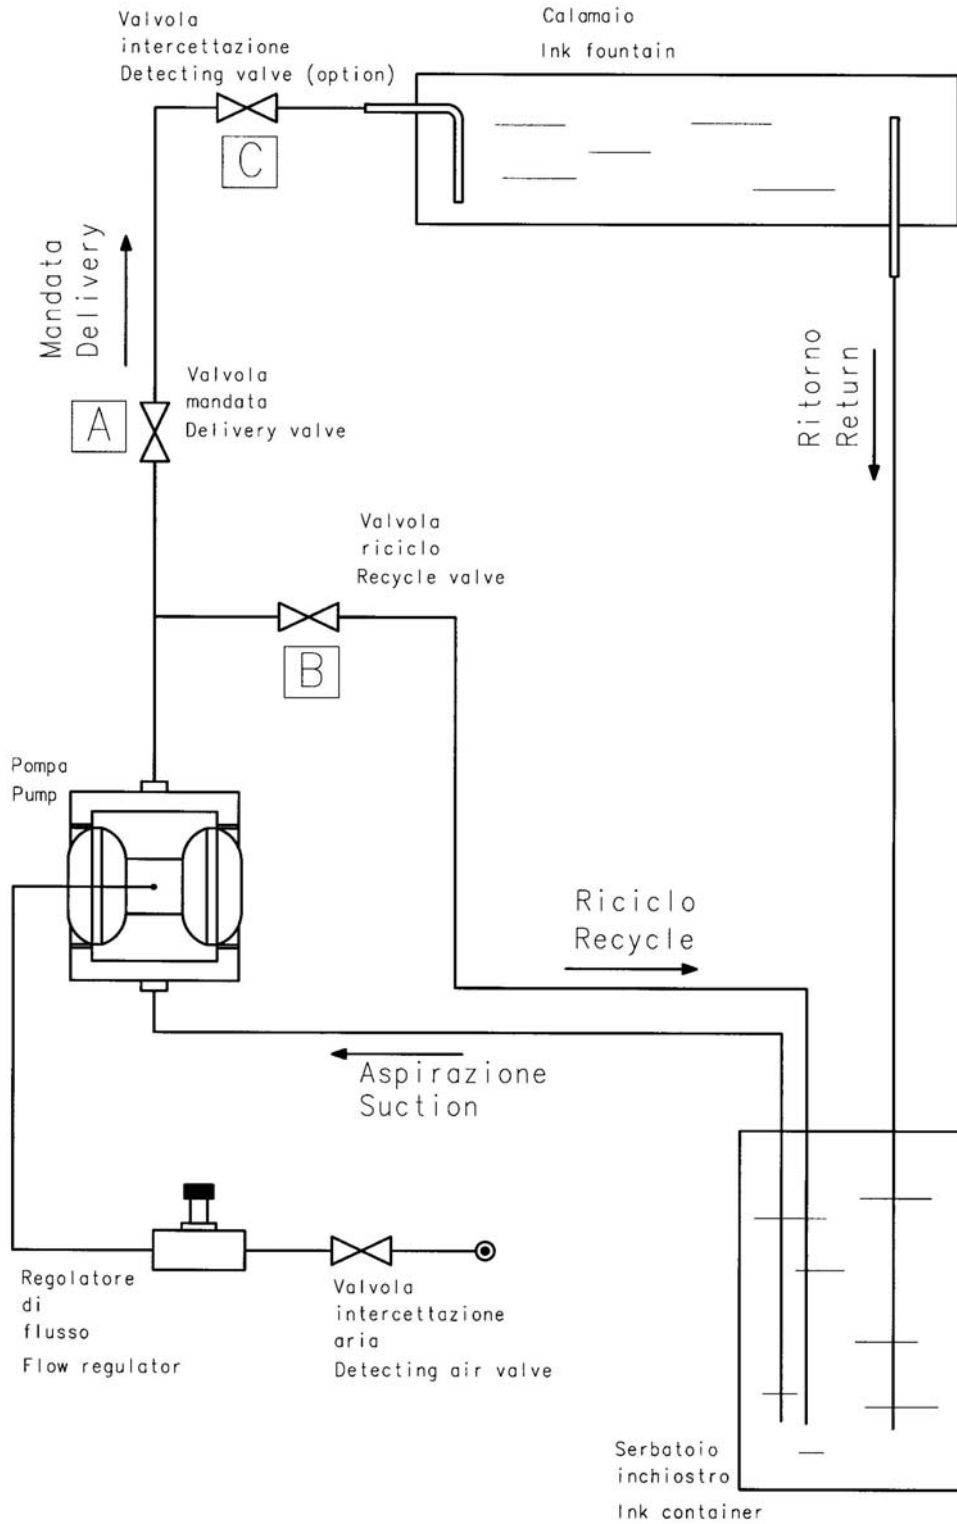 Valvola
intercettazione
Detecting valve (option)
Calamaio
Ink fountain
C
Mandata
Delivery
A
Valvola
mandata
Delivery valve
Ritorno
Return
Valvola
riciclo
Recycle valve
B
Pompa
Pump
Riciclo
Recycle
Aspirazione
Suction
Regolatore
di
flusso
Flow regulator
Valvola
intercettazione
aria
Detecting air valve
Serbatoio
inchiostro
Ink container